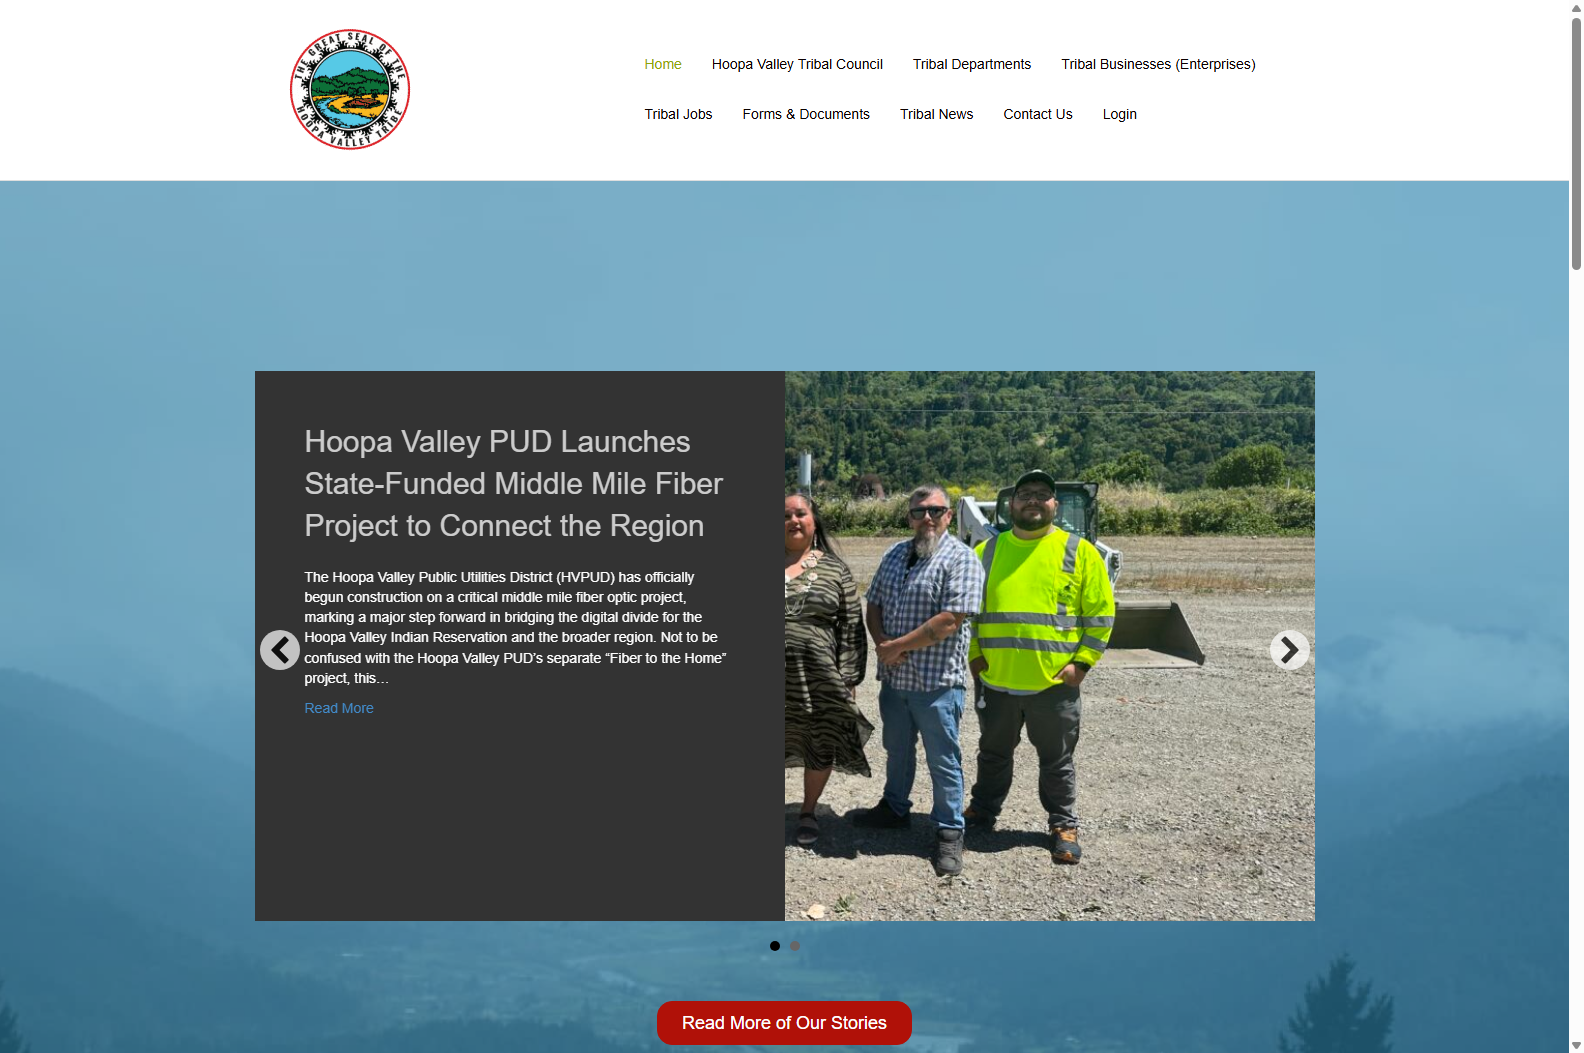 THE GREAT SEAL OF THE
HOOPA VALLEY TRIBE
Home
Hoopa Valley Tribal Council
Tribal Departments
Tribal Businesses (Enterprises)
Tribal Jobs
Forms & Documents
Tribal News
Contact Us
Login
Hoopa Valley PUD Launches
State-Funded Middle Mile Fiber
Project to Connect the Region
The Hoopa Valley Public Utilities District (HVPUD) has officially
begun construction on a critical middle mile fiber optic project,
marking a major step forward in bridging the digital divide for the
Hoopa Valley Indian Reservation and the broader region. Not to be
confused with the Hoopa Valley PUD’s separate “Fiber to the Home”
project, this…
Read More
Read More of Our Stories